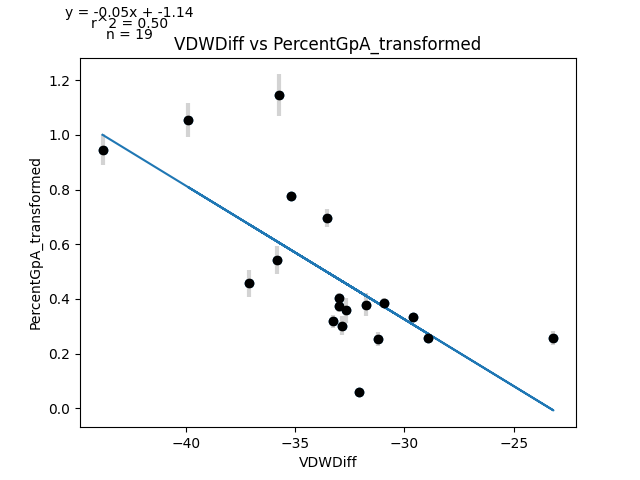 y = -0.05x + -1.14
r^2 = 0.50
n = 19
VDWDiff vs PercentGpA_transformed
1.2
1.0
0.8
0.6
0.4
0.2
0.0
PercentGpA_transformed
−40
−35
−30
−25
VDWDiff